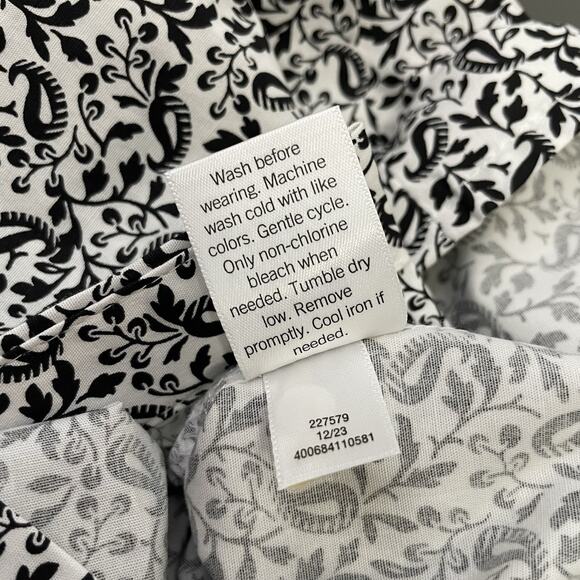 Wash before
wearing. Machine
wash cold with like
colors. Gentle cycle.
Only non-chlorine
bleach when
needed. Tumble dry
low. Remove
promptly. Cool iron if
needed.
227579
12/23
400684110581